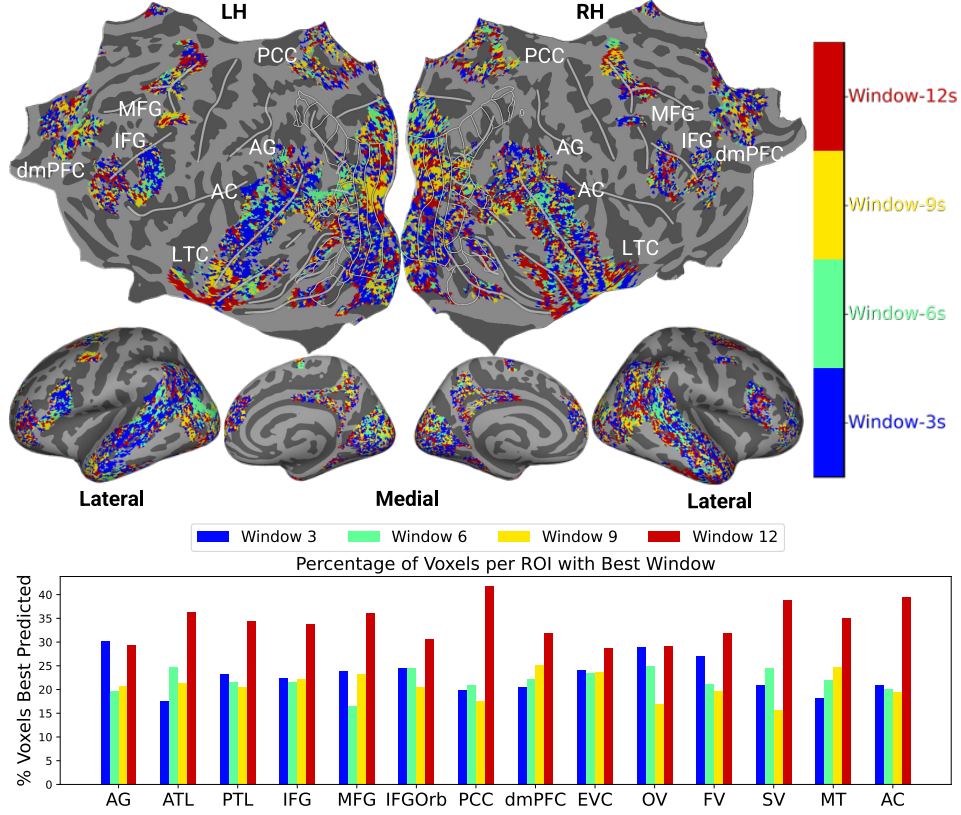 LH RH
PCC PCC
MFG MFG
IFG IFG
dmPFC dmPFC
AG AG
AC AC
LTC LTC
Window-12s
Window-9s
Window-6s
Window-3s
Lateral Medial Lateral
Window 3 Window 6 Window 9 Window 12
Percentage of Voxels per ROI with Best Window
% Voxels Best Predicted
40
35
30
25
20
15
10
5
0
AG ATL PTL IFG MFG IFGOrb PCC dmPFC EVC OV FV SV MT AC